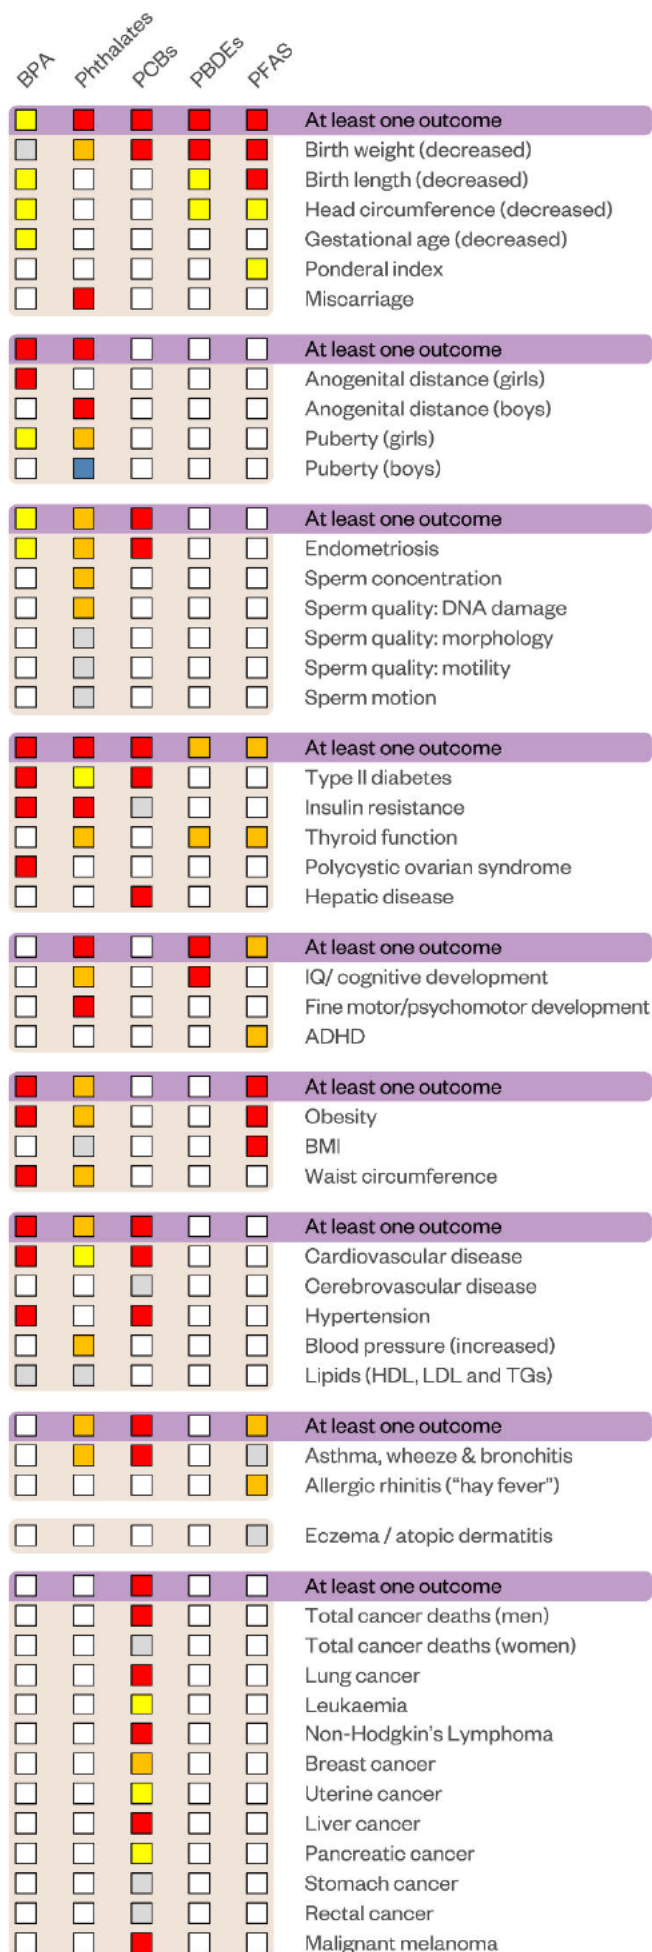 BPA
Phthalates
PCBs
PBDEs
PFAS
At least one outcome
Birth weight (decreased)
Birth length (decreased)
Head circumference (decreased)
Gestational age (decreased)
Ponderal index
Miscarriage
At least one outcome
Anogenital distance (girls)
Anogenital distance (boys)
Puberty (girls)
Puberty (boys)
At least one outcome
Endometriosis
Sperm concentration
Sperm quality: DNA damage
Sperm quality: morphology
Sperm quality: motility
Sperm motion
At least one outcome
Type II diabetes
Insulin resistance
Thyroid function
Polycystic ovarian syndrome
Hepatic disease
At least one outcome
IQ/ cognitive development
Fine motor/psychomotor development
ADHD
At least one outcome
Obesity
BMI
Waist circumference
At least one outcome
Cardiovascular disease
Cerebrovascular disease
Hypertension
Blood pressure (increased)
Lipids (HDL, LDL and TGs)
At least one outcome
Asthma, wheeze & bronchitis
Allergic rhinitis (“hay fever”)
Eczema / atopic dermatitis
At least one outcome
Total cancer deaths (men)
Total cancer deaths (women)
Lung cancer
Leukaemia
Non-Hodgkin’s Lymphoma
Breast cancer
Uterine cancer
Liver cancer
Pancreatic cancer
Stomach cancer
Rectal cancer
Malignant melanoma